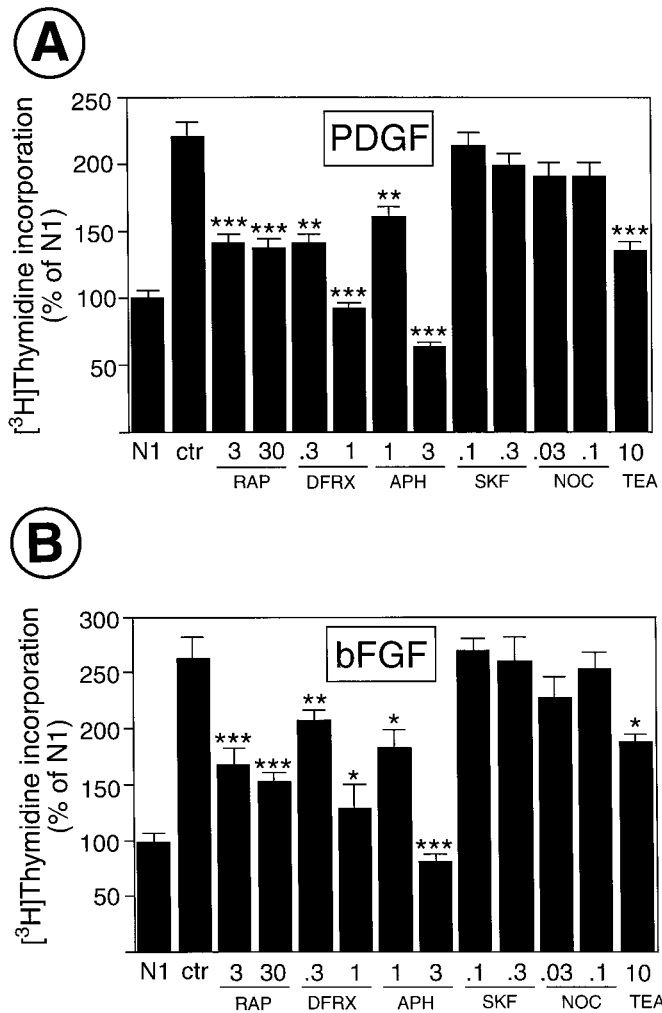 A
[³H]Thymidine incorporation
(% of N1)
250
200
150
100
50
PDGF
*** *** ** *** ** *** ***
N1 ctr 3 30 .3 1 1 3 .1 .3 .03 .1 10
RAP DFRX APH SKF NOC TEA
B
[³H]Thymidine incorporation
(% of N1)
300
250
200
150
100
50
bFGF
*** *** ** * * *** *
N1 ctr 3 30 .3 1 1 3 .1 .3 .03 .1 10
RAP DFRX APH SKF NOC TEA